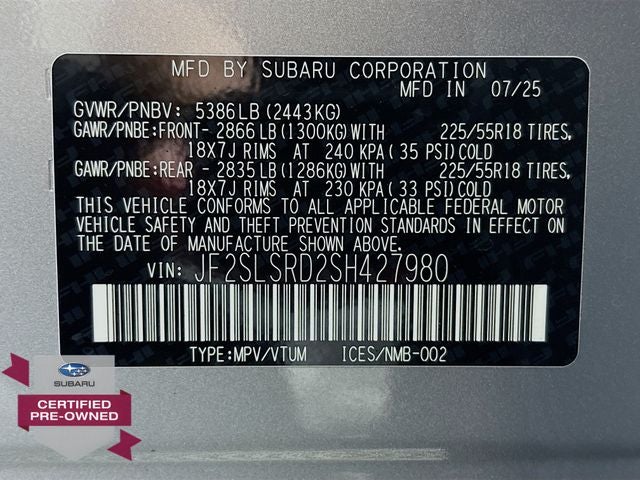 MFD BY SUBARU CORPORATION
MFD IN 07/25
GVWR/PNBV: 5386LB(2443KG)
GAWR/PNBE:FRONT- 2866LB(1300KG)WITH 225/55R18 TIRES,
18X7J RIMS AT 240 KPA(35 PSI)COLD
GAWR/PNBE:REAR - 2835LB(1286KG)WITH 225/55R18 TIRES,
18X7J RIMS AT 230 KPA(33 PSI)COLD
THIS VEHICLE CONFORMS TO ALL APPLICABLE FEDERAL MOTOR
VEHICLE SAFETY AND THEFT PREVENTION STANDARDS IN EFFECT ON
THE DATE OF MANUFACTURE SHOWN ABOVE.
VIN: JF2SLSRD2SH427980
TYPE:MPV/VTUM ICES/NMB-002
SUBARU
CERTIFIED
PRE-OWNED